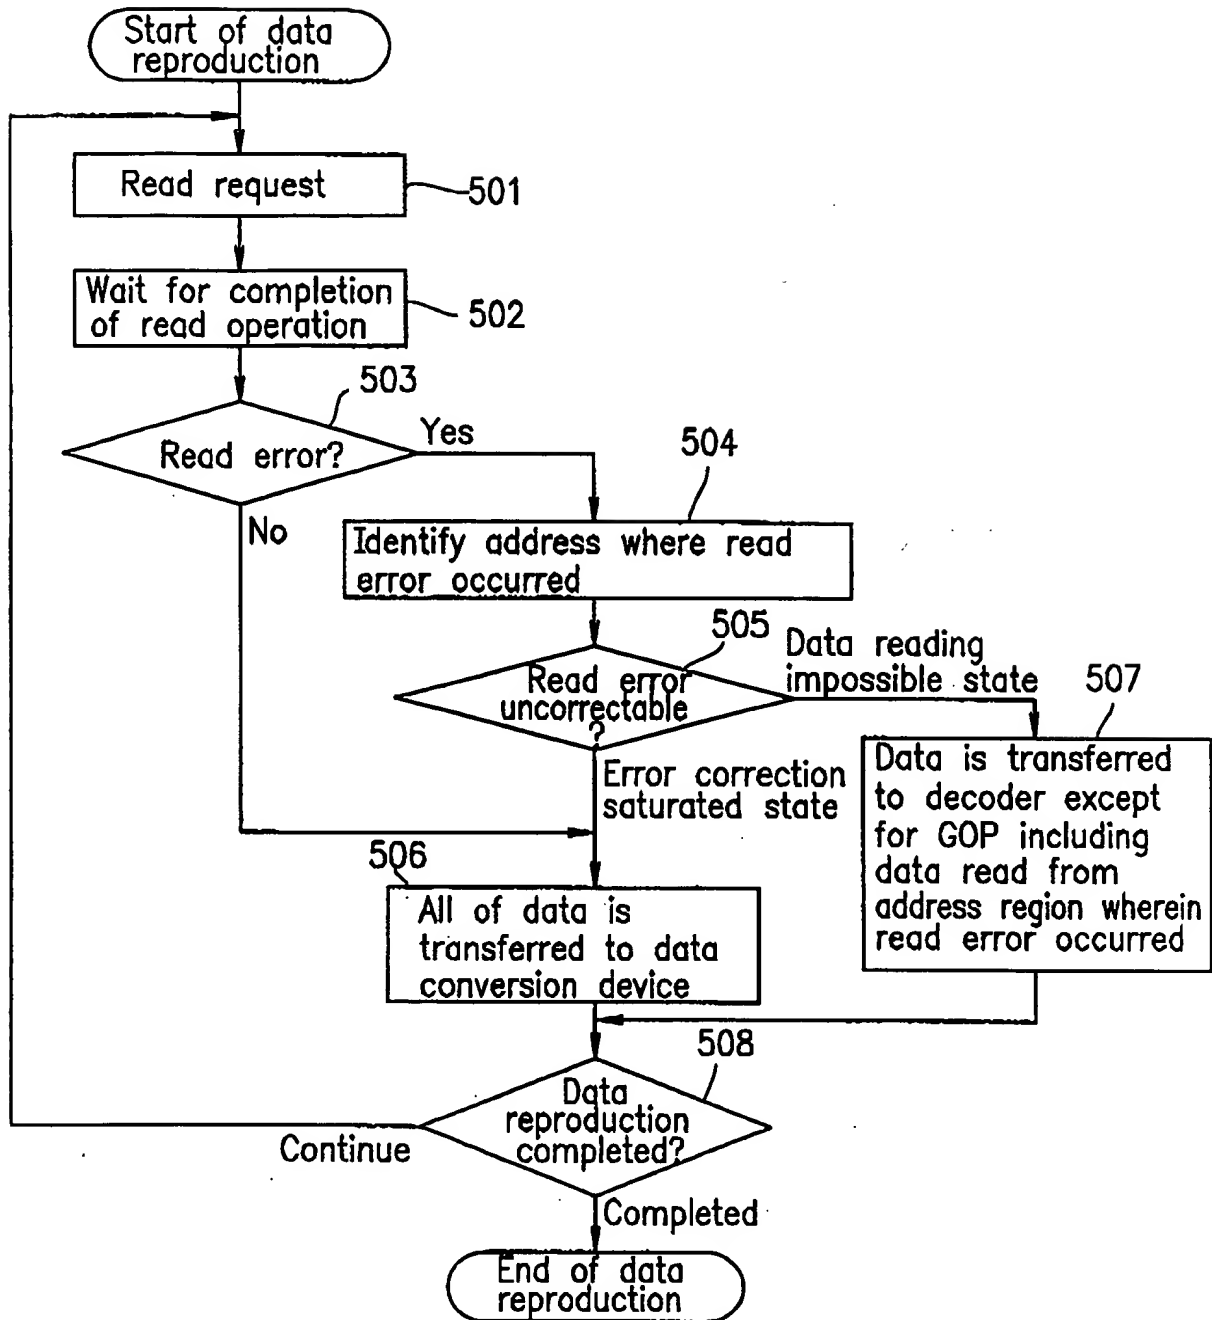 Start of data
reproduction
Read request
501
Wait for completion
of read operation
502
503
Read error?
Yes
No
504
Identify address where read
error occurred
505
Read error
uncorrectable
?
Data reading
impossible state
507
Data is transferred
to decoder except
for GOP including
data read from
address region wherein
read error occurred
Error correction
saturated state
506
All of data is
transferred to data
conversion device
508
Data
reproduction
completed?
Continue
Completed
End of data
reproduction